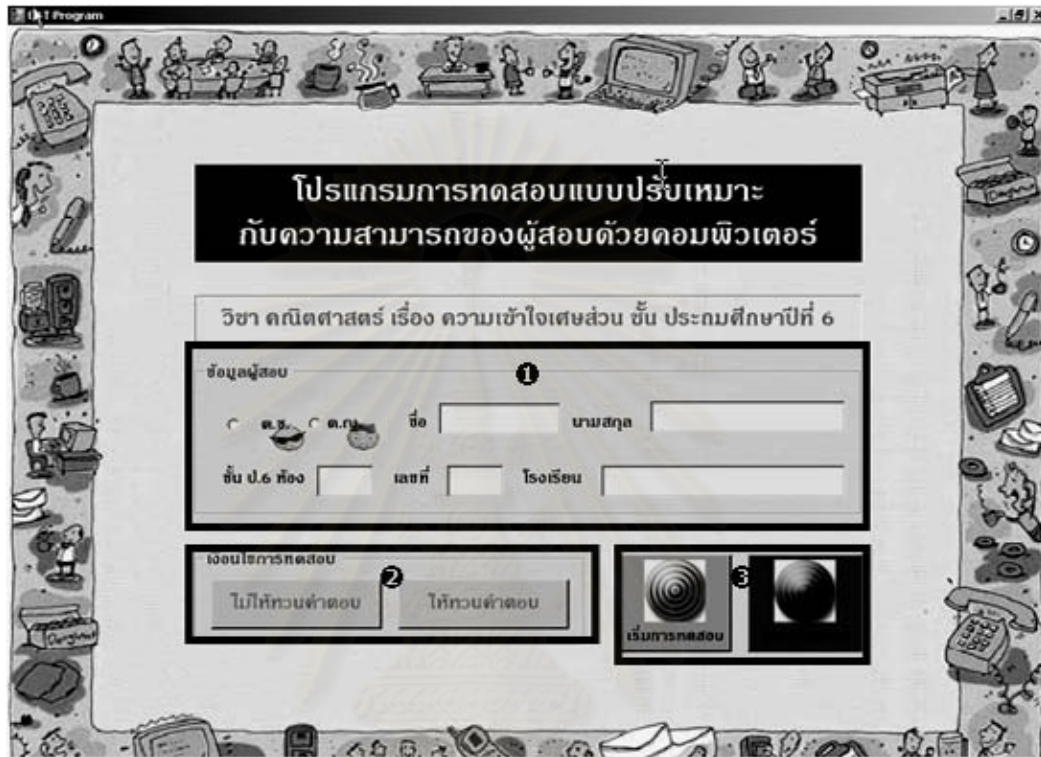 Program
โปรแกรมการทดสอบแบบปรับเหมาะ
กับความสามารถของผู้สอบด้วยคอมพิวเตอร์
วิชา คณิตศาสตร์ เรื่อง ความเข้าใจเศษส่วน ชั้น ประถมศึกษาปีที่ 6
ข้อมูลผู้สอบ
1
ด.ช. ด.ญ. ชื่อ นามสกุล
ชั้น ป.6 ห้อง เลขที่ โรงเรียน
เงื่อนไขการทดสอบ
2 3
ไม่ให้ทวนคำตอบ ให้ทวนคำตอบ
เริ่มการทดสอบ